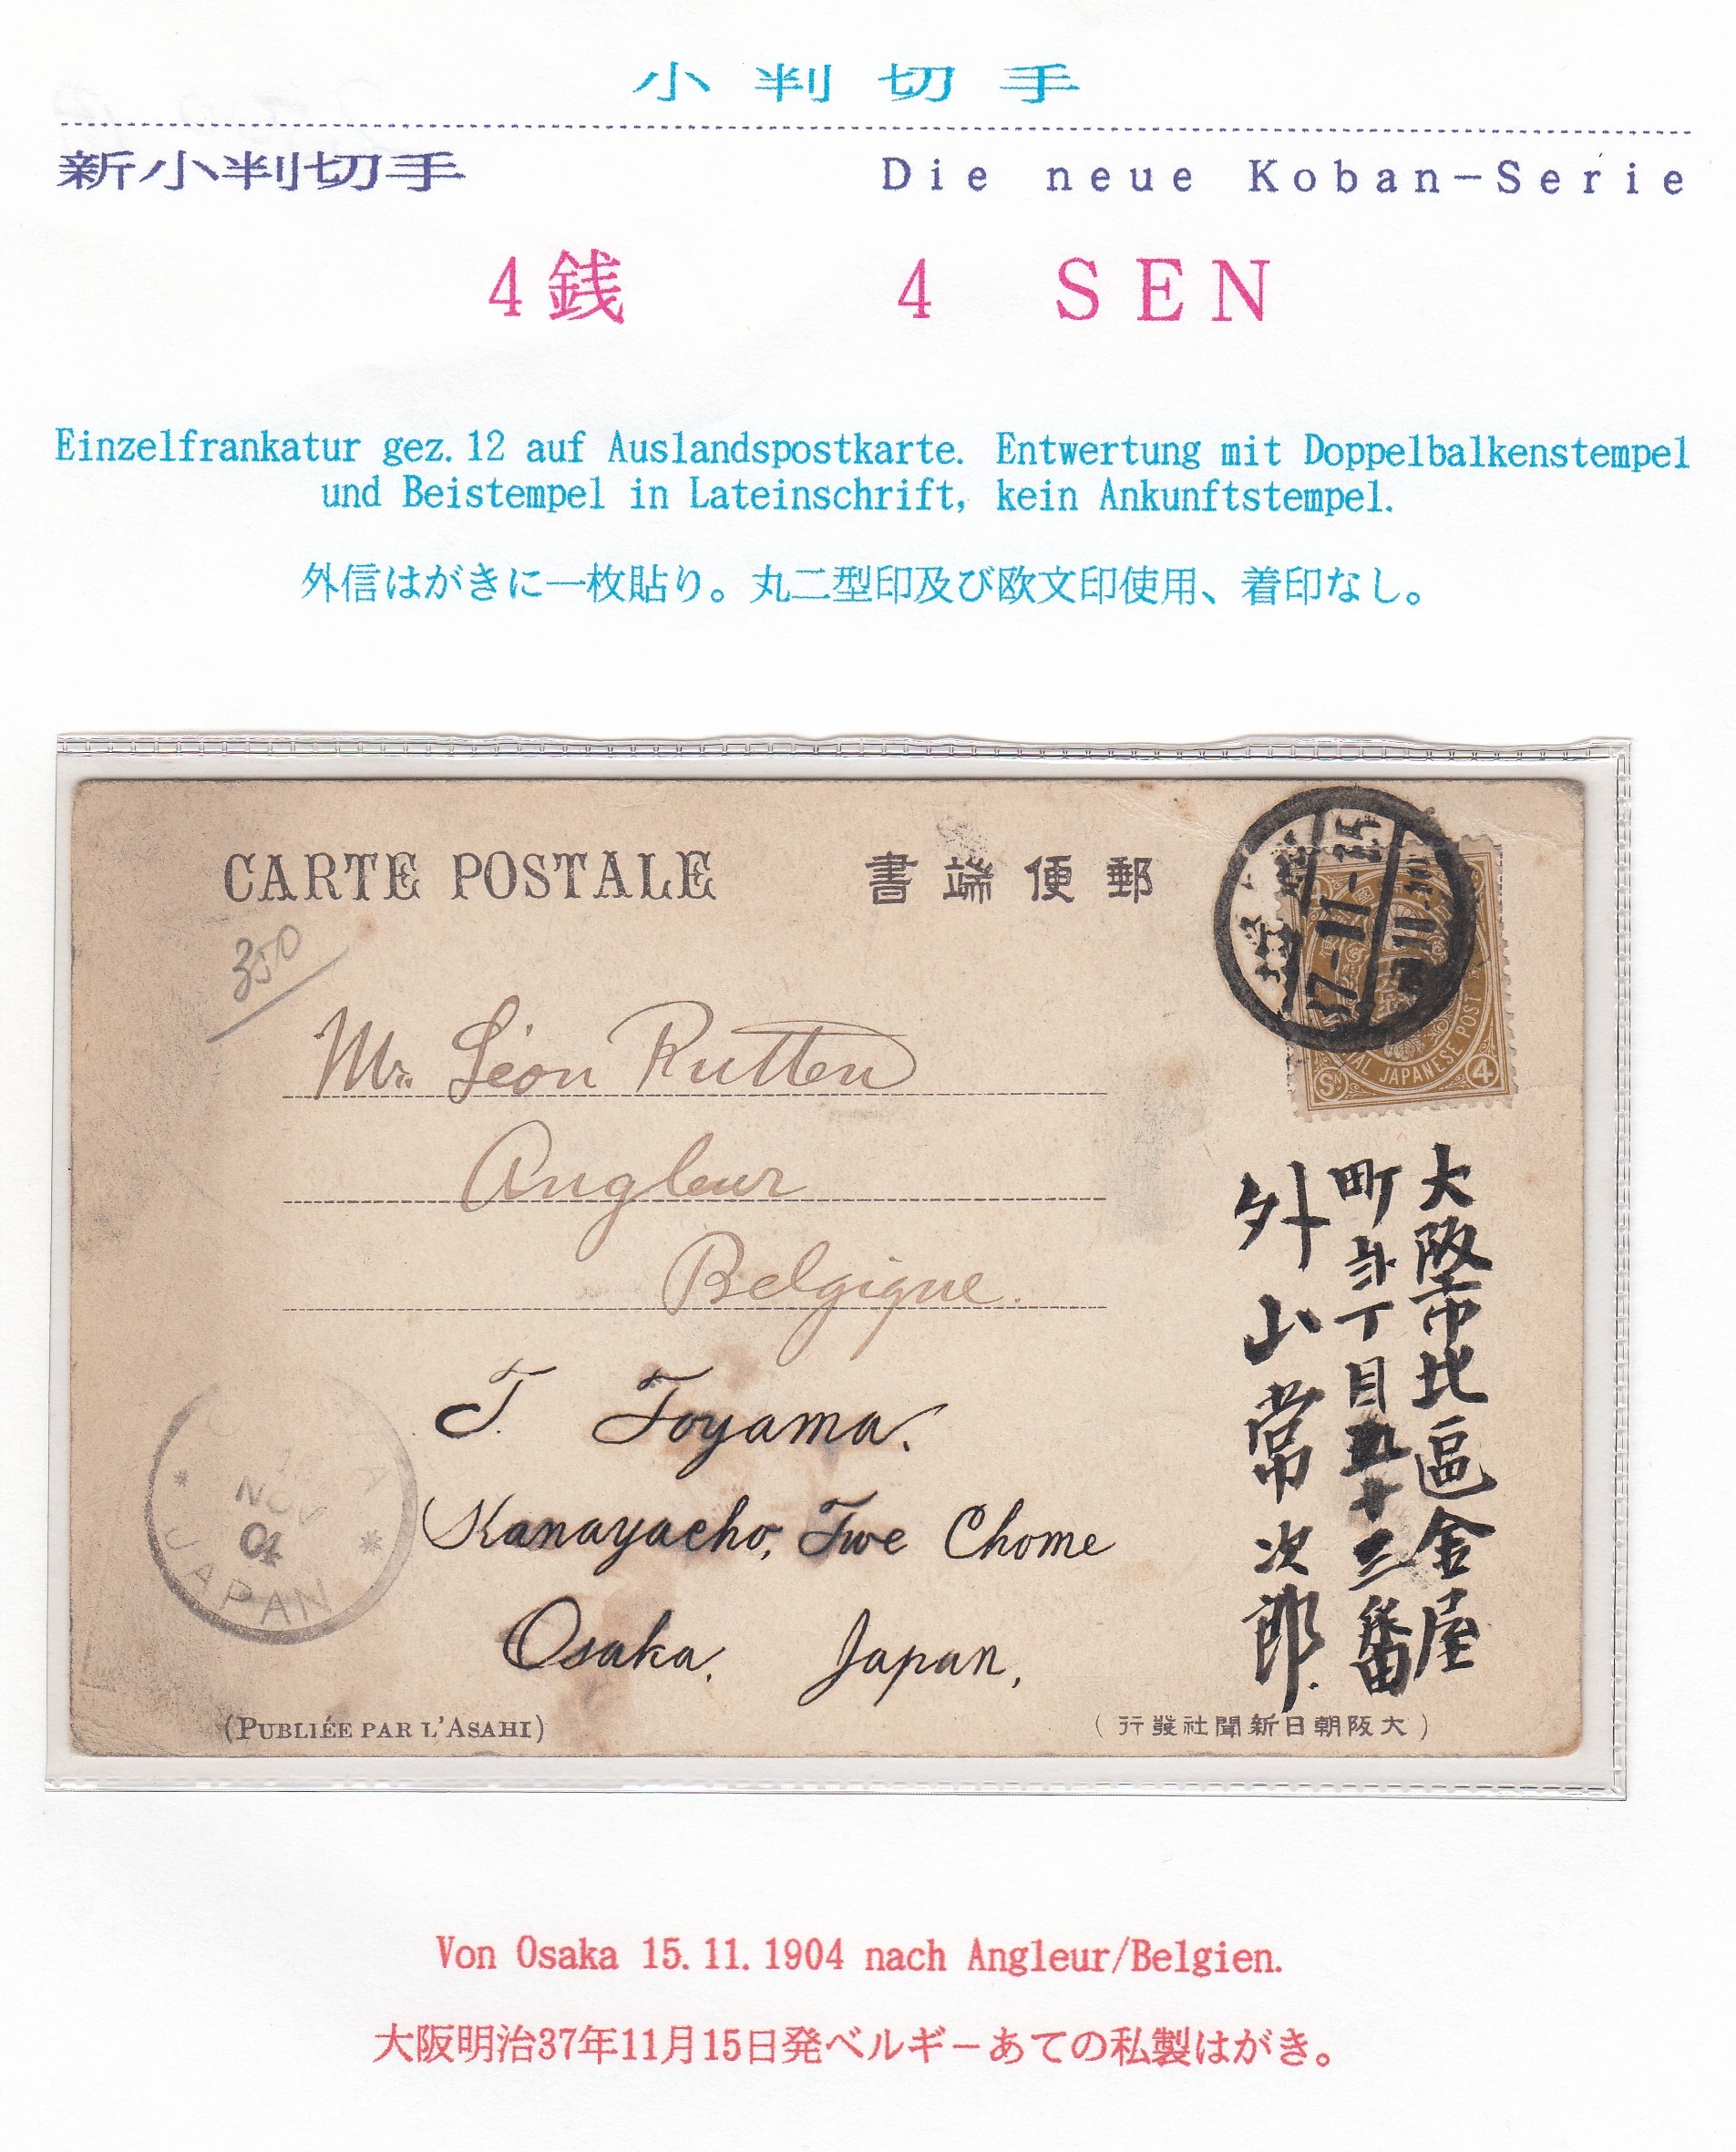 小判切手
新小判切手 Die neue Koban-Serie
4銭 4 SEN
Einzelfrankatur gez.12 auf Auslandspostkarte. Entwertung mit Doppelbalkenstempel
und Beistempel in Lateinschrift, kein Ankunftstempel.
外信はがきに一枚貼り。丸二型印及び欧文印使用、着印なし。
CARTE POSTALE 書端便郵
350
37-11-15
JAPANESE POST
Sn 4
Mr. Léon Rutten
Angleur
Belgique.
T. Toyama.
Kanayacho, Twe Chome
Osaka. Japan,
大阪市北區金屋
町弐丁目五十三番
外山常次郎.
NOV
04
JAPAN
(PUBLIÉE PAR L'ASAHI) (行發社聞新日朝阪大)
Von Osaka 15.11.1904 nach Angleur/Belgien.
大阪明治37年11月15日発ベルギーあての私製はがき。